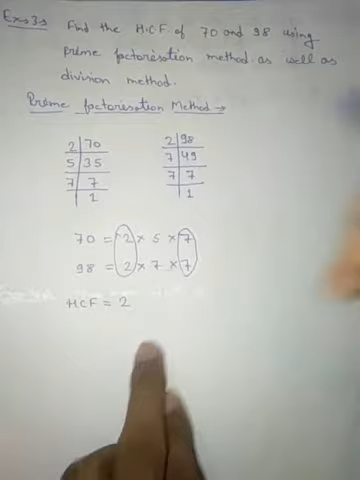 Ex→3.3 Find the H.C.F. of 70 and 98 using
prime factorisation method as well as
division method.
Prime factorisation Method →
2 | 70
5 | 35
7 | 7
| 1
2 | 98
7 | 49
7 | 7
| 1
70 = 2 × 5 × 7
98 = 2 × 7 × 7
H.C.F = 2